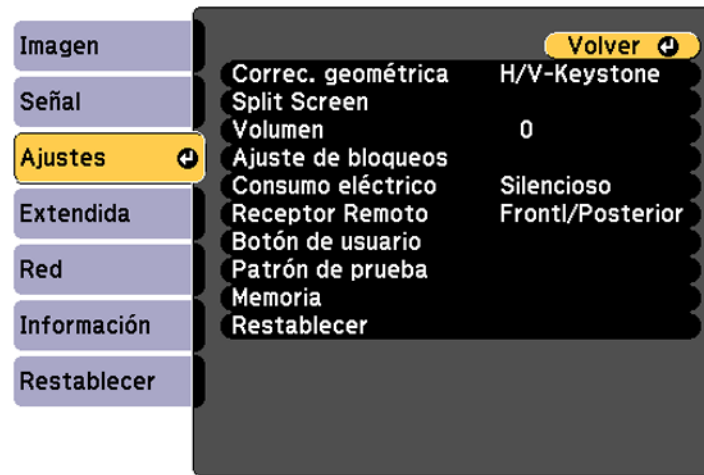 Imagen
Señal
Ajustes
Extendida
Red
Información
Restablecer
Volver
Correc. geométrica H/V-Keystone
Split Screen
Volumen 0
Ajuste de bloqueos
Consumo eléctrico Silencioso
Receptor Remoto Frontl/Posterior
Botón de usuario
Patrón de prueba
Memoria
Restablecer